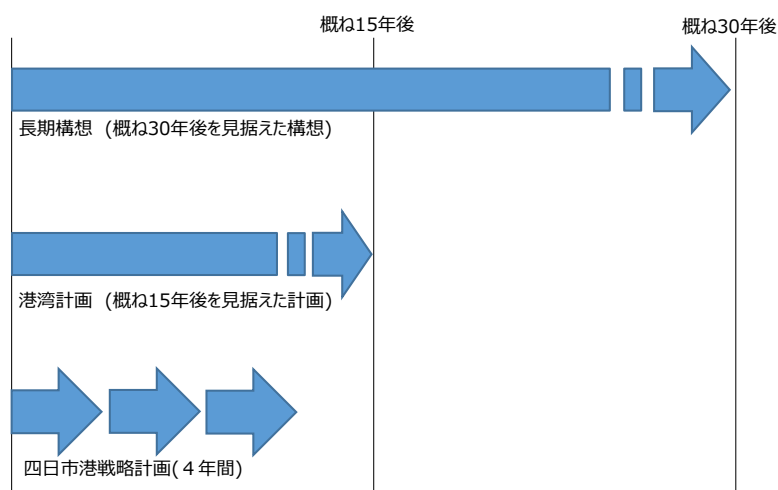 概ね15年後
概ね30年後
長期構想 (概ね30年後を見据えた構想)
港湾計画 (概ね15年後を見据えた計画)
四日市港戦略計画(４年間)